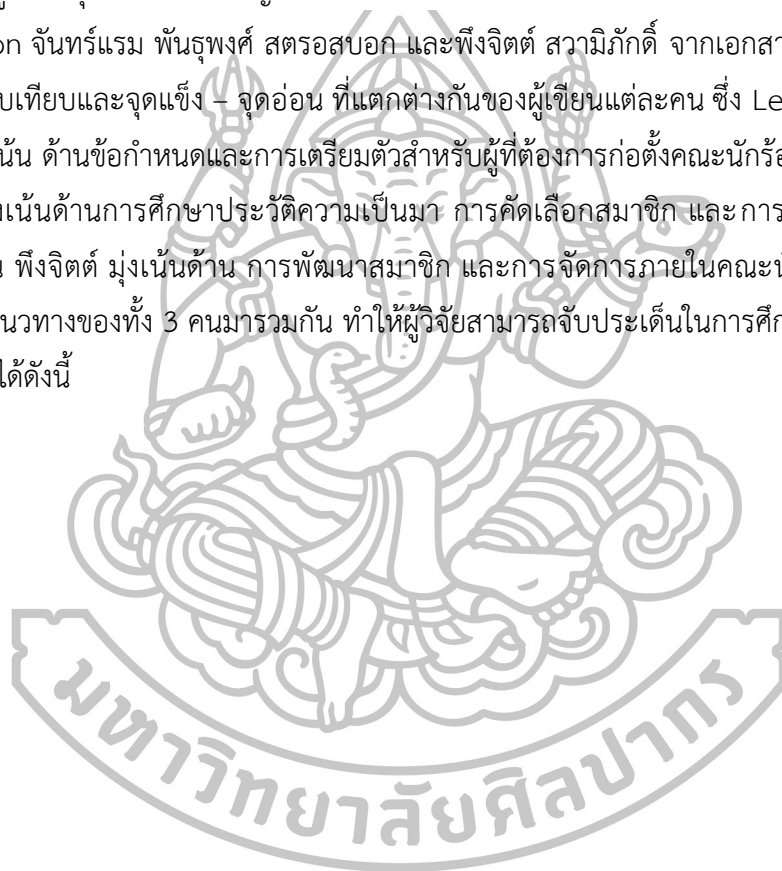 on จันทร์แรม พันธุพงศ์ สตรอสบอก และพึงจิตต์ สวามิภักดิ์ จากเอกสา
บเทียบและจุดแข็ง – จุดอ่อน ที่แตกต่างกันของผู้เขียนแต่ละคน ซึ่ง Le
น้น ด้านข้อกำหนดและการเตรียมตัวสำหรับผู้ที่ต้องการก่อตั้งคณะนักร้อ
งเน้นด้านการศึกษาประวัติความเป็นมา การคัดเลือกสมาชิก และการ
น พึงจิตต์ มุ่งเน้นด้าน การพัฒนาสมาชิก และการจัดการภายในคณะนั
นวทางของทั้ง 3 คนมารวมกัน ทำให้ผู้วิจัยสามารถจับประเด็นในการศึก
ได้ดังนี้
มหาวิทยาลัยศิลปากร